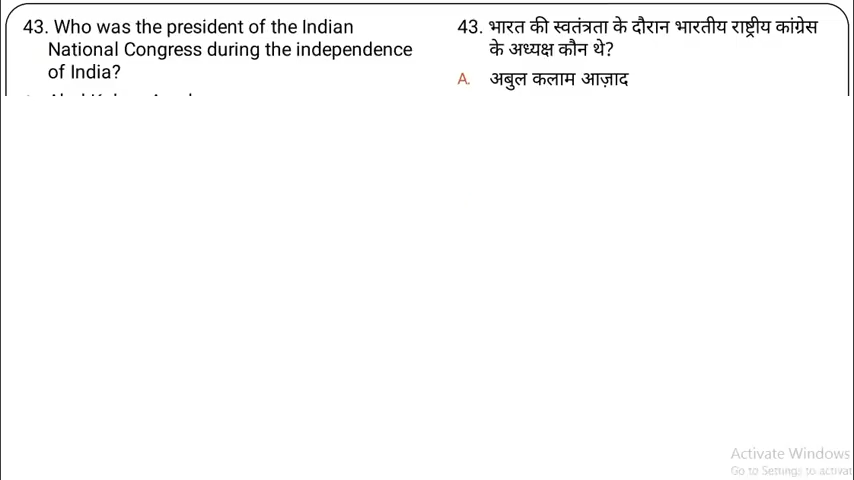 43. Who was the president of the Indian
National Congress during the independence
of India?
43. भारत की स्वतंत्रता के दौरान भारतीय राष्ट्रीय कांग्रेस
के अध्यक्ष कौन थे?
A. अबुल कलाम आज़ाद
Activate Windows
Go to Settings to activat